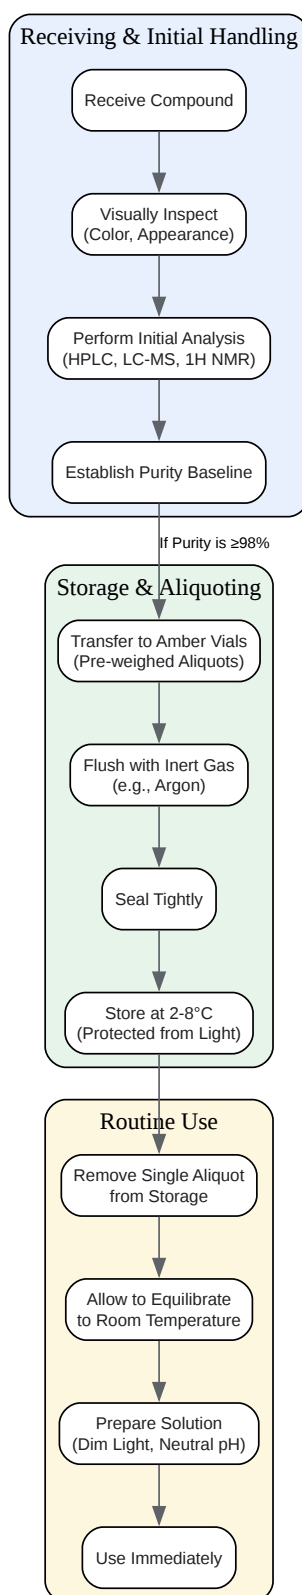 Receiving & Initial Handling
Receive Compound
Visually Inspect
(Color, Appearance)
Perform Initial Analysis
(HPLC, LC-MS, 1H NMR)
Establish Purity Baseline
If Purity is ≥98%
Storage & Aliquoting
Transfer to Amber Vials
(Pre-weighed Aliquots)
Flush with Inert Gas
(e.g., Argon)
Seal Tightly
Store at 2-8°C
(Protected from Light)
Routine Use
Remove Single Aliquot
from Storage
Allow to Equilibrate
to Room Temperature
Prepare Solution
(Dim Light, Neutral pH)
Use Immediately